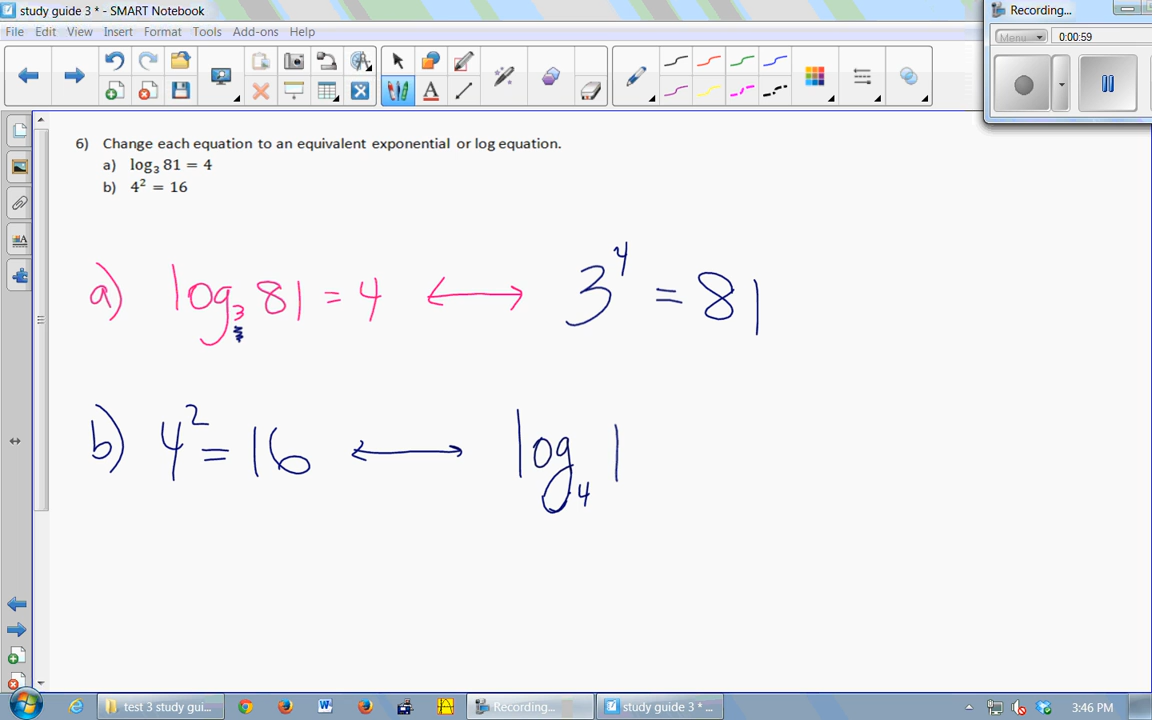 study guide 3 * - SMART Notebook
Recording...
File Edit View Insert Format Tools Add-ons Help
Menu
0:00:59
6) Change each equation to an equivalent exponential or log equation.
a) log₃ 81 = 4
b) 4² = 16
a) log₃ 81 = 4 ⟷ 3⁴ = 81
b) 4² = 16 ⟷ log₄ 1
test 3 study gui...
Recording...
study guide 3 * ...
3:46 PM